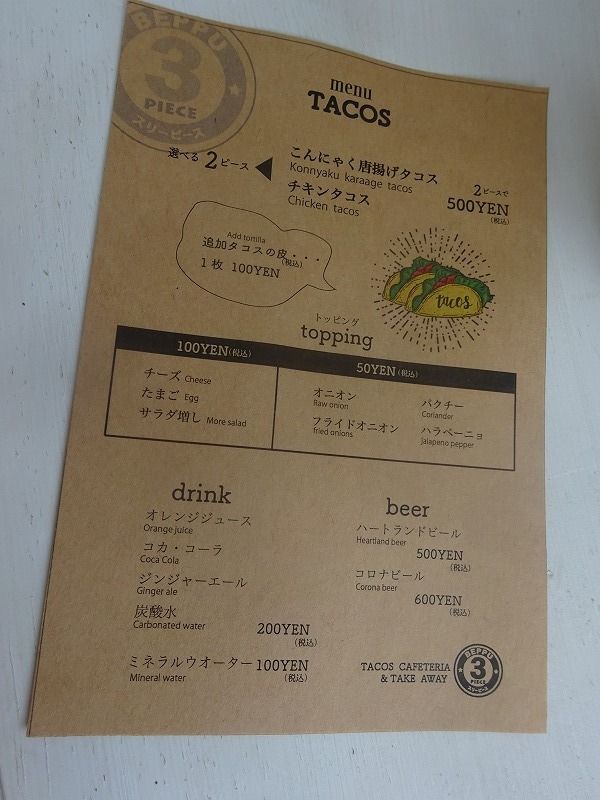 BEPPU
3
PIECE
スリーピース
menu
TACOS
選べる 2ピース
こんにゃく唐揚げタコス
Konnyaku karaage tacos
チキンタコス
Chicken tacos
2ピースで
500YEN
(税込)
Add tortilla
追加タコスの皮・・・
1枚 100YEN
(税込)
tacos
トッピング
topping
100YEN(税込)
50YEN(税込)
チーズ Cheese
たまご Egg
サラダ増し More salad
オニオン
Raw onion
フライドオニオン
fried onions
パクチー
Coriander
ハラペーニョ
Jalapeno pepper
drink
オレンジジュース
Orange juice
コカ・コーラ
Coca Cola
ジンジャーエール
Ginger ale
炭酸水
Carbonated water
200YEN
(税込)
ミネラルウオーター 100YEN
Mineral water
(税込)
beer
ハートランドビール
Heartland beer
500YEN
(税込)
コロナビール
Corona beer
600YEN
(税込)
TACOS CAFETERIA
& TAKE AWAY
BEPPU
3
PIECE
スリーピース